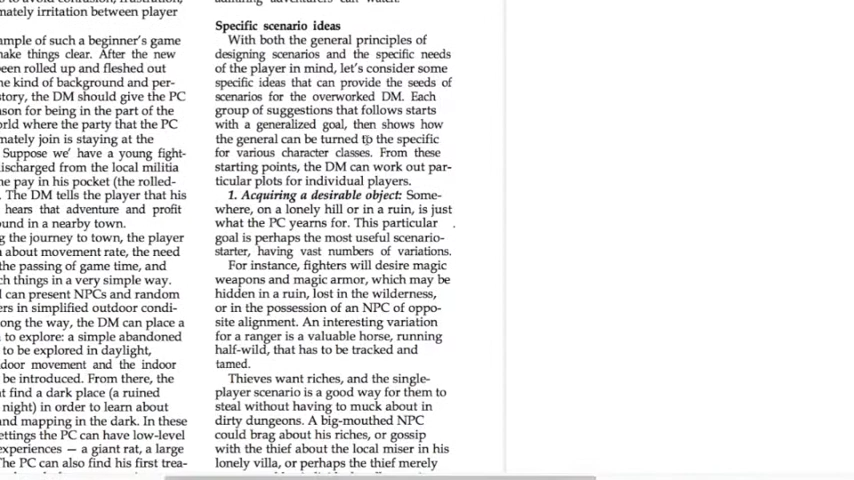 mately irritation between player
ample of such a beginner's game
make things clear. After the new
een rolled up and fleshed out
he kind of background and per-
story, the DM should give the PC
ason for being in the part of the
orld where the party that the PC
mately join is staying at the
Suppose we have a young fight-
ischarged from the local militia
ne pay in his pocket (the rolled-
. The DM tells the player that his
hears that adventure and profit
ound in a nearby town.
g the journey to town, the player
n about movement rate, the need
the passing of game time, and
ch things in a very simple way.
l can present NPCs and random
ers in simplified outdoor condi-
ong the way, the DM can place a
to explore: a simple abandoned
to be explored in daylight,
door movement and the indoor
be introduced. From there, the
t find a dark place (a ruined
night) in order to learn about
and mapping in the dark. In these
ettings the PC can have low-level
experiences — a giant rat, a large
The PC can also find his first trea-
Specific scenario ideas
With both the general principles of
designing scenarios and the specific needs
of the player in mind, let's consider some
specific ideas that can provide the seeds of
scenarios for the overworked DM. Each
group of suggestions that follows starts
with a generalized goal, then shows how
the general can be turned to the specific
for various character classes. From these
starting points, the DM can work out par-
ticular plots for individual players.
1. Acquiring a desirable object: Some-
where, on a lonely hill or in a ruin, is just
what the PC yearns for. This particular
goal is perhaps the most useful scenario-
starter, having vast numbers of variations.
For instance, fighters will desire magic
weapons and magic armor, which may be
hidden in a ruin, lost in the wilderness,
or in the possession of an NPC of oppo-
site alignment. An interesting variation
for a ranger is a valuable horse, running
half-wild, that has to be tracked and
tamed.
Thieves want riches, and the single-
player scenario is a good way for them to
steal without having to muck about in
dirty dungeons. A big-mouthed NPC
could brag about his riches, or gossip
with the thief about the local miser in his
lonely villa, or perhaps the thief merely